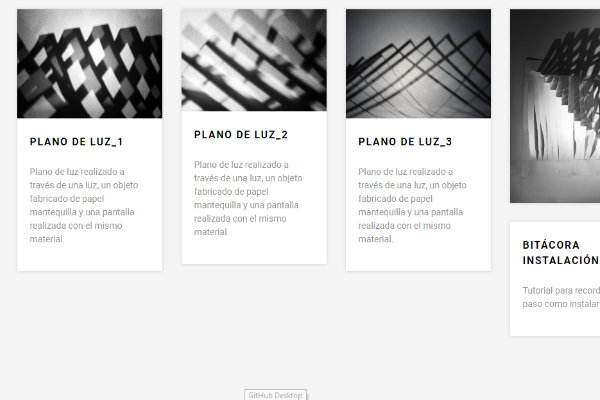 PLANO DE LUZ_1
Plano de luz realizado a
través de una luz, un objeto
fabricado de papel
mantequilla y una pantalla
realizada con el mismo
material.
PLANO DE LUZ_2
Plano de luz realizado a
través de una luz, un objeto
fabricado de papel
mantequilla y una pantalla
realizada con el mismo
material.
PLANO DE LUZ_3
Plano de luz realizado a
través de una luz, un objeto
fabricado de papel
mantequilla y una pantalla
realizada con el mismo
material.
BITÁCORA
INSTALACIÓN
Tutorial para record
paso como instalar
GitHub Desktop